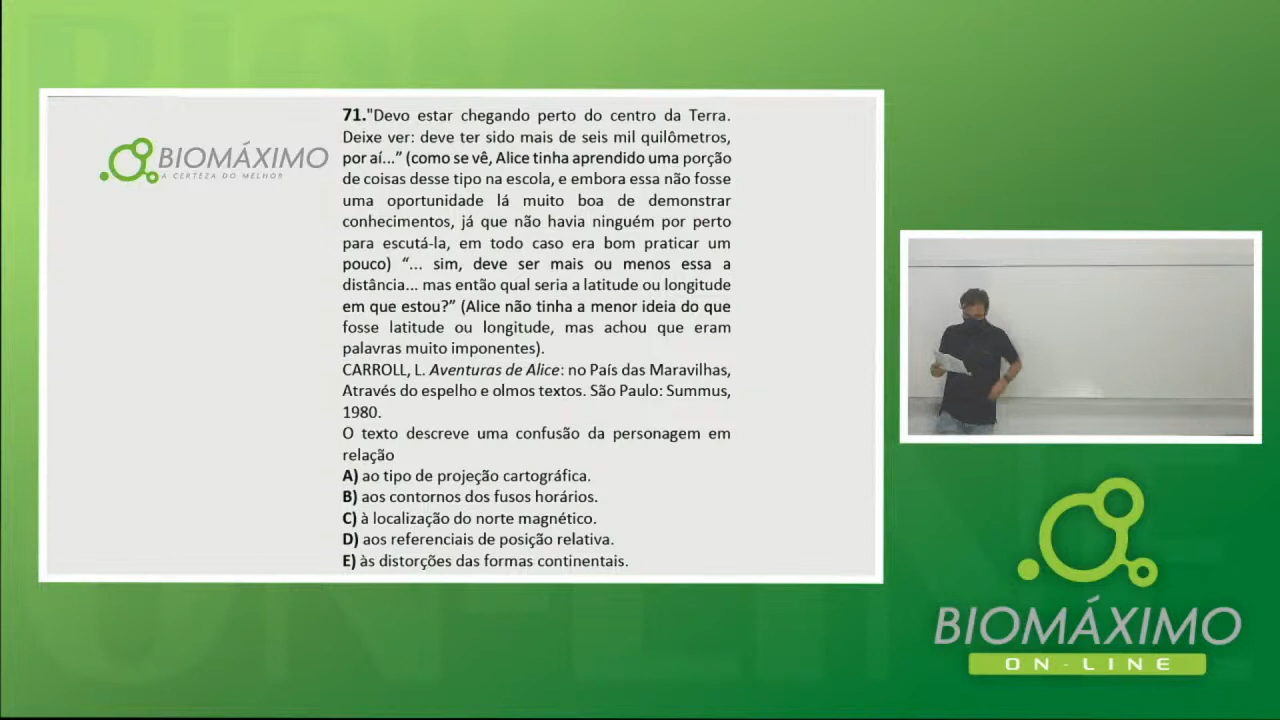 71."Devo estar chegando perto do centro da Terra.
Deixe ver: deve ter sido mais de seis mil quilômetros,
por aí...” (como se vê, Alice tinha aprendido uma porção
de coisas desse tipo na escola, e embora essa não fosse
uma oportunidade lá muito boa de demonstrar
conhecimentos, já que não havia ninguém por perto
para escutá-la, em todo caso era bom praticar um
pouco) “... sim, deve ser mais ou menos essa a
distância... mas então qual seria a latitude ou longitude
em que estou?” (Alice não tinha a menor ideia do que
fosse latitude ou longitude, mas achou que eram
palavras muito imponentes).
CARROLL, L. Aventuras de Alice: no País das Maravilhas,
Através do espelho e olmos textos. São Paulo: Summus,
1980.
O texto descreve uma confusão da personagem em
relação
A) ao tipo de projeção cartográfica.
B) aos contornos dos fusos horários.
C) à localização do norte magnético.
D) aos referenciais de posição relativa.
E) às distorções das formas continentais.
BIOMÁXIMO
A CERTEZA DO MELHOR
BIOMÁXIMO
ON-LINE